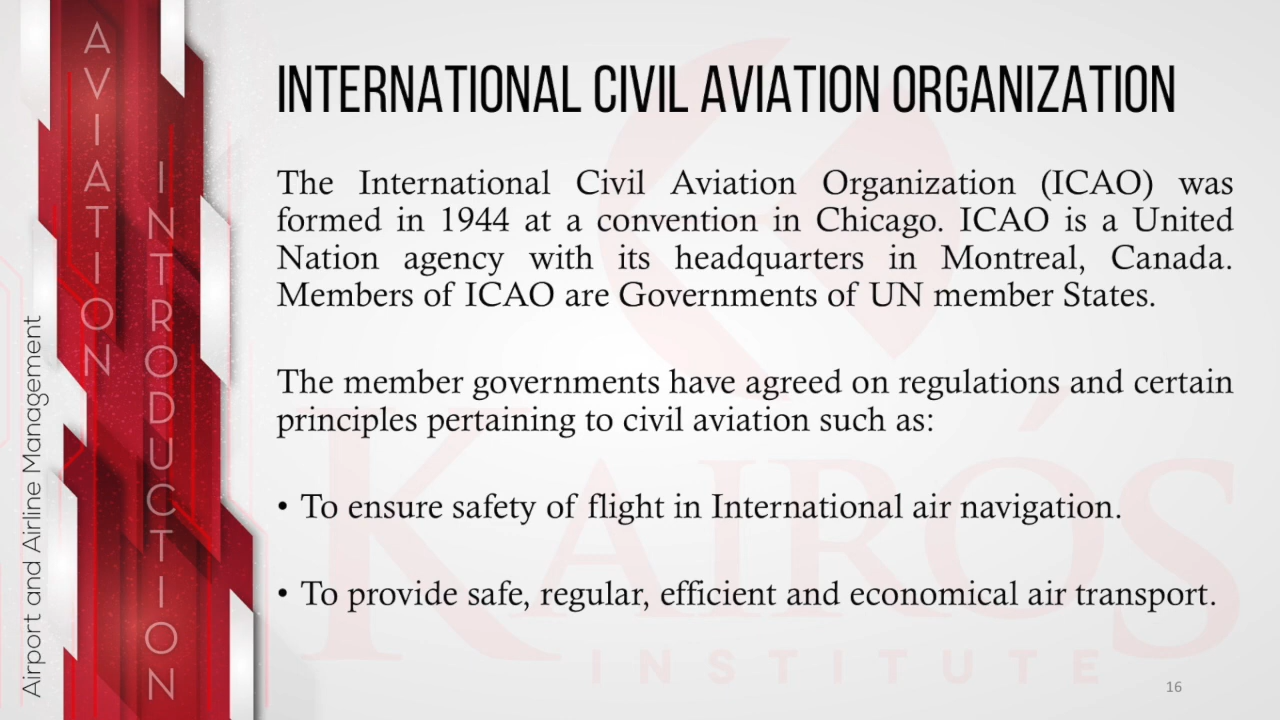 AVIATION
INTRODUCTION
Airport and Airline Management
INTERNATIONAL CIVIL AVIATION ORGANIZATION
The International Civil Aviation Organization (ICAO) was
formed in 1944 at a convention in Chicago. ICAO is a United
Nation agency with its headquarters in Montreal, Canada.
Members of ICAO are Governments of UN member States.
The member governments have agreed on regulations and certain
principles pertaining to civil aviation such as:
• To ensure safety of flight in International air navigation.
• To provide safe, regular, efficient and economical air transport.
KAIRÓS
INSTITUTE
16